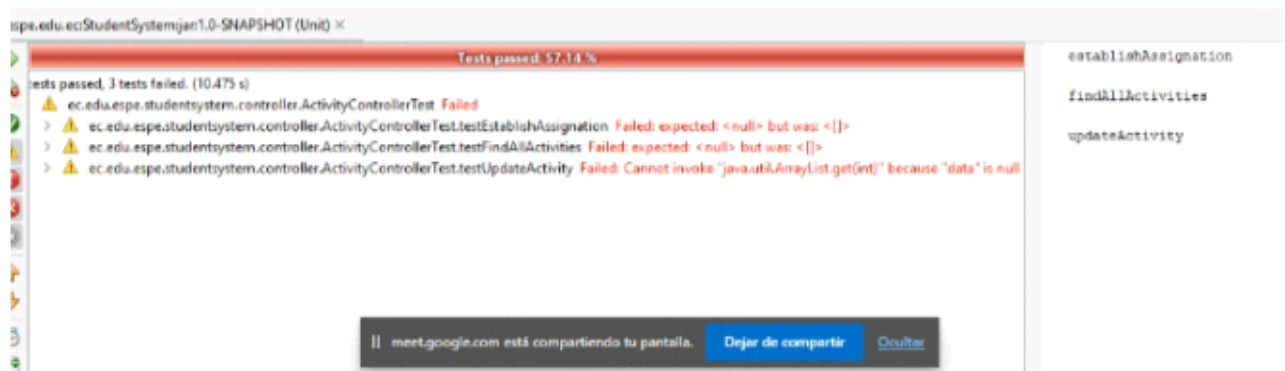 espe.edu.ec:StudentSystem:jar:1.0-SNAPSHOT (Unit) ×
Tests passed: 57.14 %
tests passed, 3 tests failed. (10.475 s)
ec.edu.espe.studentsystem.controller.ActivityControllerTest Failed
ec.edu.espe.studentsystem.controller.ActivityControllerTest.testEstablishAssignation Failed: expected: <null> but was: <[]>
ec.edu.espe.studentsystem.controller.ActivityControllerTest.testFindAllActivities Failed: expected: <null> but was: <[]>
ec.edu.espe.studentsystem.controller.ActivityControllerTest.testUpdateActivity Failed: Cannot invoke "java.util.ArrayList.get(int)" because "data" is null
establishAssignation
findAllActivities
updateActivity
meet.google.com está compartiendo tu pantalla. Dejar de compartir Ocultar